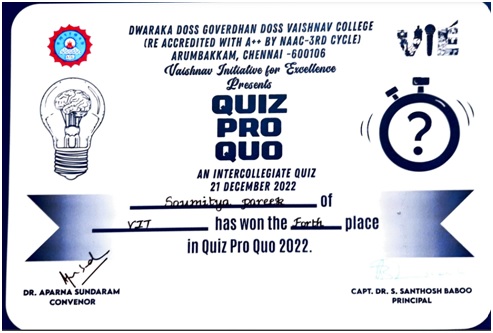 DWARAKA DOSS GOVERDHAN DOSS VAISHNAV COLLEGE
(RE ACCREDITED WITH A++ BY NAAC-3RD CYCLE)
ARUMBAKKAM, CHENNAI -600106
Vaishnav Initiative for Excellence
Presents
VIE
QUIZ
PRO
QUO
?
AN INTERCOLLEGIATE QUIZ
21 DECEMBER 2022
Soumitya Pareek of
VIT has won the Forth place
in Quiz Pro Quo 2022.
DR. APARNA SUNDARAM
CONVENOR
CAPT. DR. S. SANTHOSH BABOO
PRINCIPAL